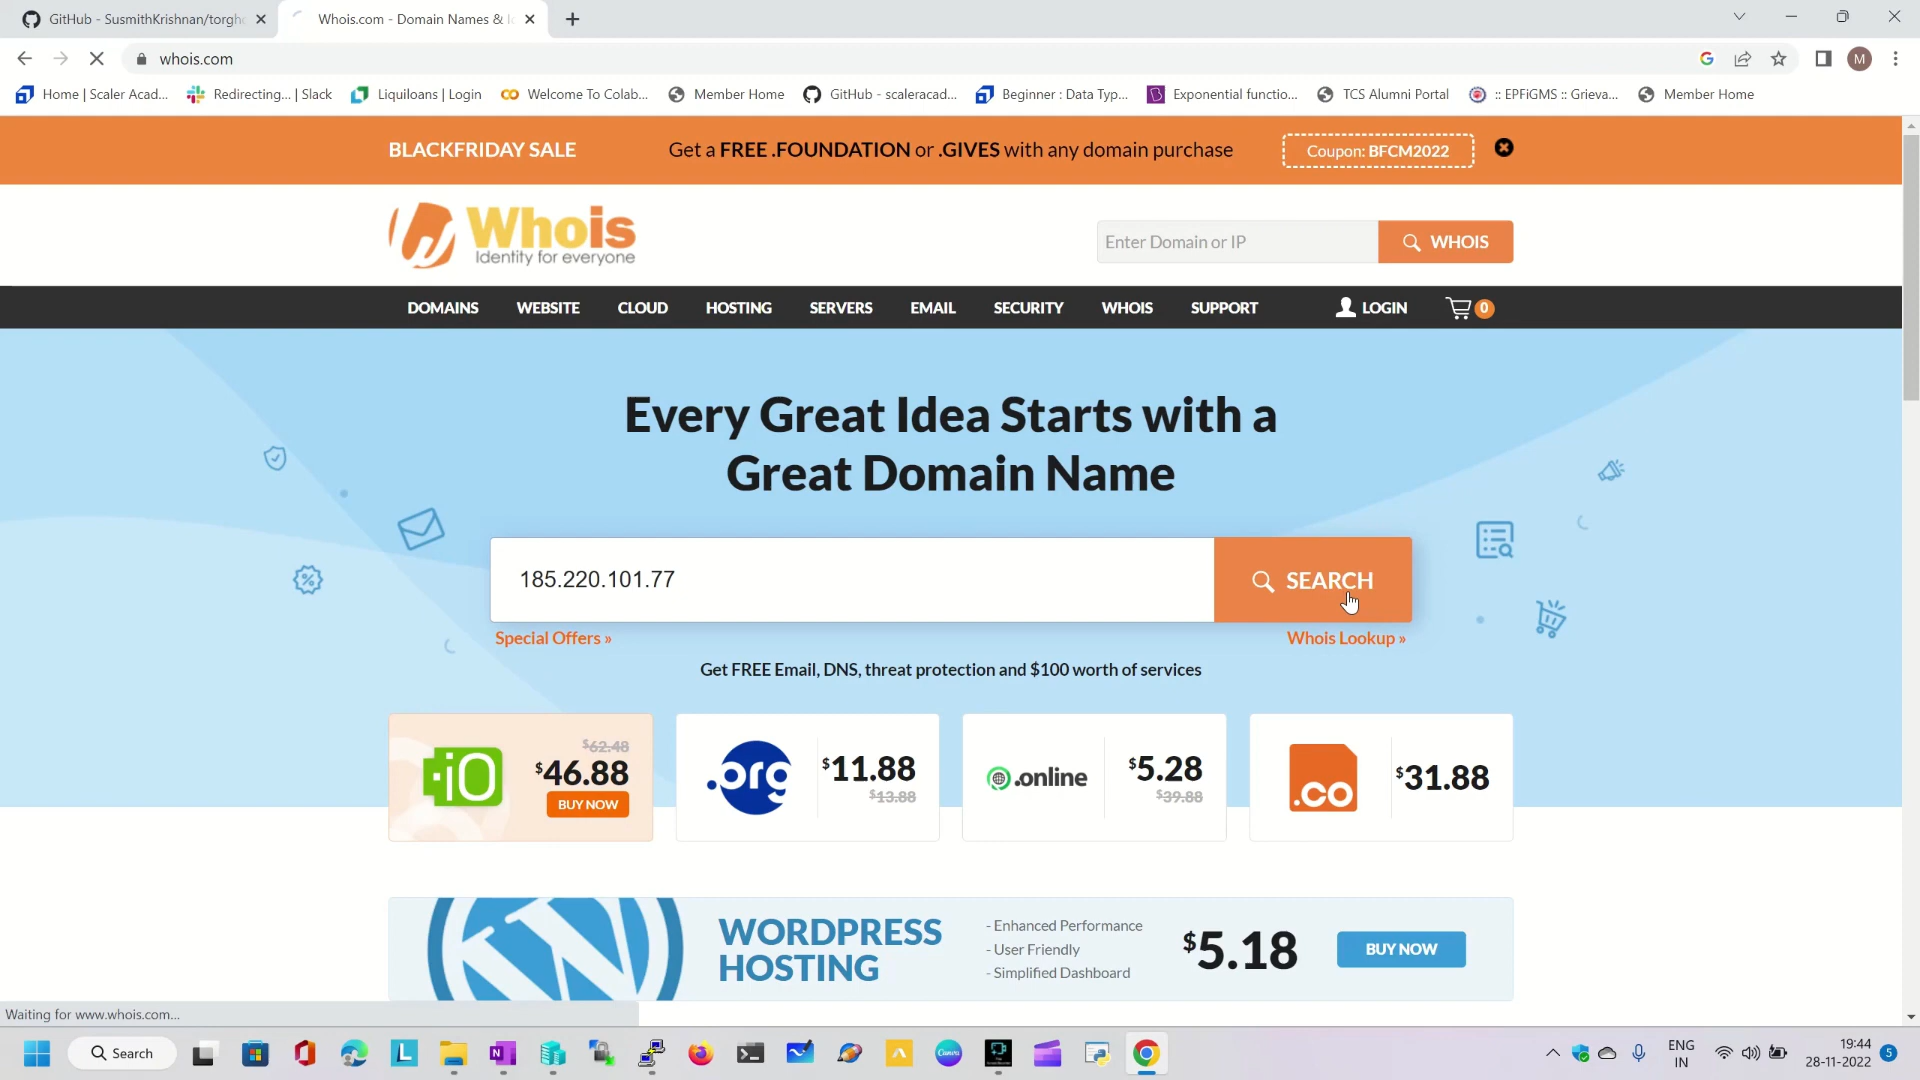 GitHub - SusmithKrishnan/torgho
Whois.com - Domain Names & I
whois.com
M
Home | Scaler Acad...
Redirecting... | Slack
Liquiloans | Login
Welcome To Colab...
Member Home
GitHub - scaleracad...
Beginner : Data Typ...
Exponential functio...
TCS Alumni Portal
:: EPFiGMS :: Grieva...
Member Home
BLACKFRIDAY SALE
Get a FREE .FOUNDATION or .GIVES with any domain purchase
Coupon: BFCM2022
Whois
Identity for everyone
Enter Domain or IP
WHOIS
DOMAINS
WEBSITE
CLOUD
HOSTING
SERVERS
EMAIL
SECURITY
WHOIS
SUPPORT
LOGIN
0
Every Great Idea Starts with a
Great Domain Name
185.220.101.77
SEARCH
Special Offers »
Whois Lookup »
Get FREE Email, DNS, threat protection and $100 worth of services
.io
$62.48
$46.88
BUY NOW
.org
$11.88
$13.88
.online
$5.28
$39.88
.co
$31.88
WORDPRESS
HOSTING
- Enhanced Performance
- User Friendly
- Simplified Dashboard
$5.18
BUY NOW
Waiting for www.whois.com...
Search
ENG
IN
19:44
28-11-2022
5